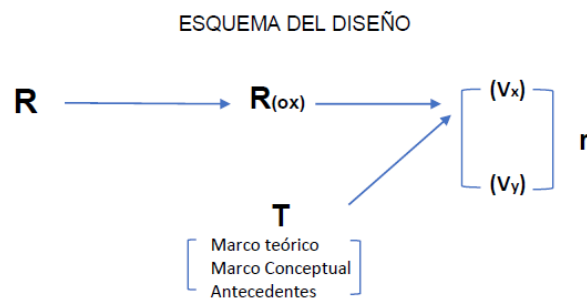 ESQUEMA DEL DISEÑO
R
R(ox)
(Vx)
r
(Vy)
T
Marco teórico
Marco Conceptual
Antecedentes